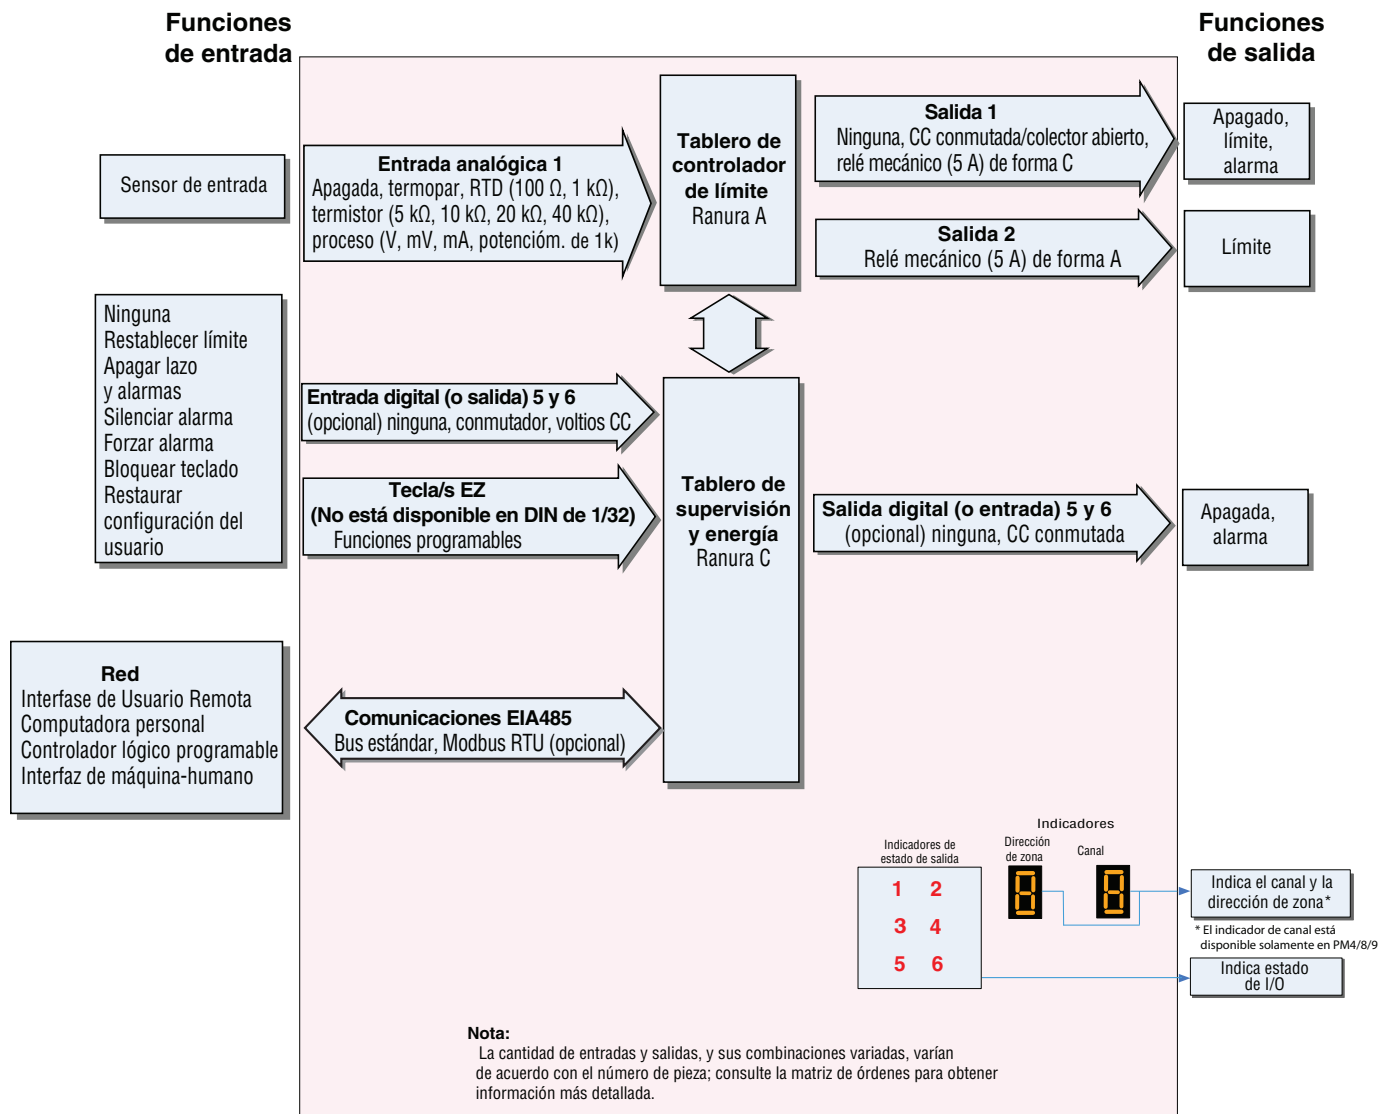 Funciones
de entrada
Funciones
de salida
Sensor de entrada
Entrada analógica 1
Apagada, termopar, RTD (100 Ω, 1 kΩ),
termistor (5 kΩ, 10 kΩ, 20 kΩ, 40 kΩ),
proceso (V, mV, mA, potencióm. de 1k)
Tablero de
controlador
de límite
Ranura A
Salida 1
Ninguna, CC conmutada/colector abierto,
relé mecánico (5 A) de forma C
Apagado,
límite,
alarma
Salida 2
Relé mecánico (5 A) de forma A
Límite
Ninguna
Restablecer límite
Apagar lazo
y alarmas
Silenciar alarma
Forzar alarma
Bloquear teclado
Restaurar
configuración del
usuario
Entrada digital (o salida) 5 y 6
(opcional) ninguna, conmutador, voltios CC
Tecla/s EZ
(No está disponible en DIN de 1/32)
Funciones programables
Tablero de
supervisión
y energía
Ranura C
Salida digital (o entrada) 5 y 6
(opcional) ninguna, CC conmutada
Apagada,
alarma
Red
Interfase de Usuario Remota
Computadora personal
Controlador lógico programable
Interfaz de máquina-humano
Comunicaciones EIA485
Bus estándar, Modbus RTU (opcional)
Indicadores de
estado de salida
1 2
3 4
5 6
Indicadores
Dirección
de zona
Canal
8 8
Indica el canal y la
dirección de zona*
* El indicador de canal está
disponible solamente en PM4/8/9
Indica estado
de I/O
Nota:
La cantidad de entradas y salidas, y sus combinaciones variadas, varían
de acuerdo con el número de pieza; consulte la matriz de órdenes para obtener
información más detallada.